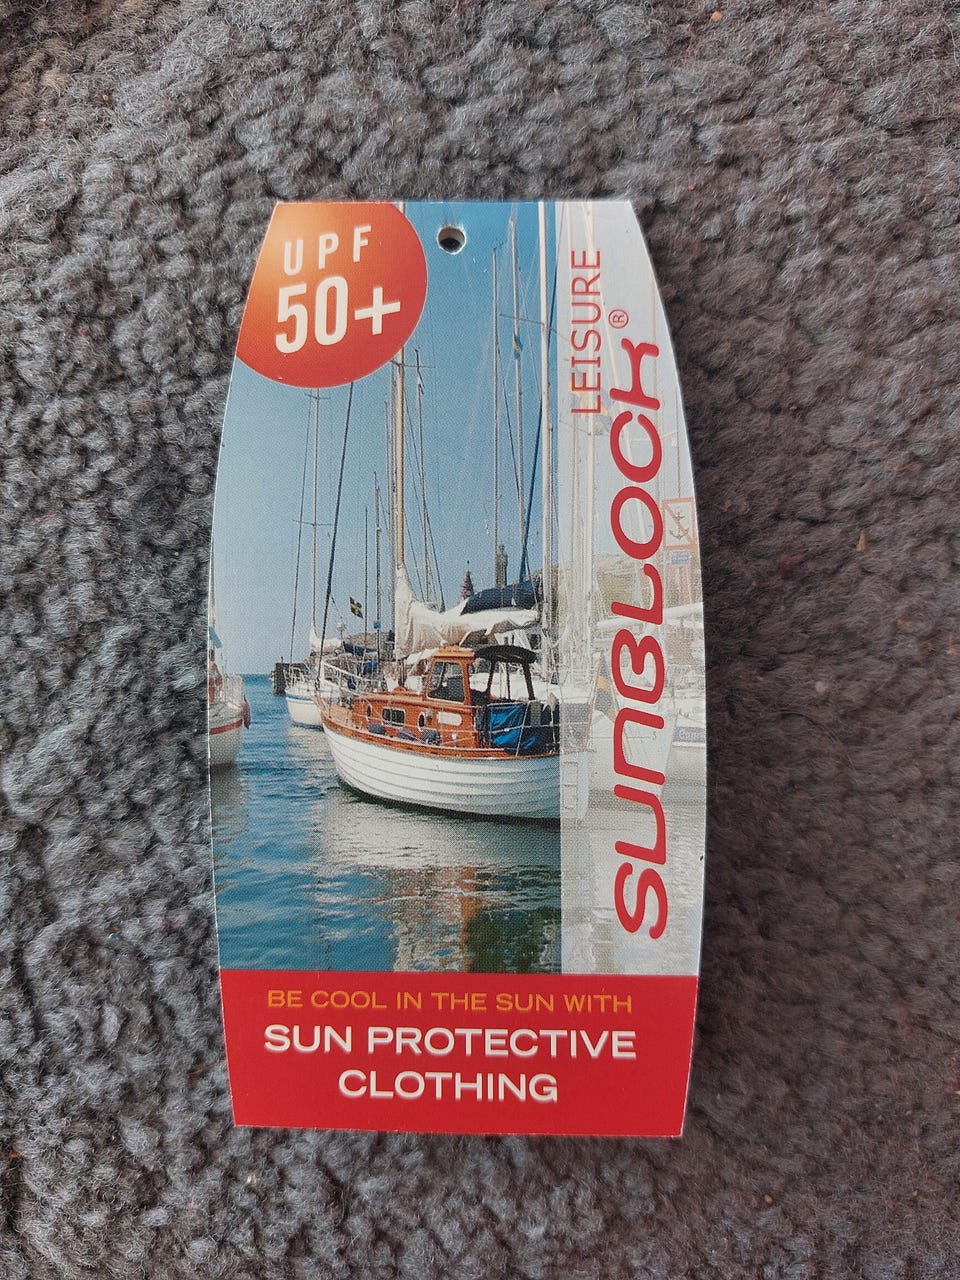 UPF
50+
LEISURE
SUNBLOCK®
BE COOL IN THE SUN WITH
SUN PROTECTIVE
CLOTHING